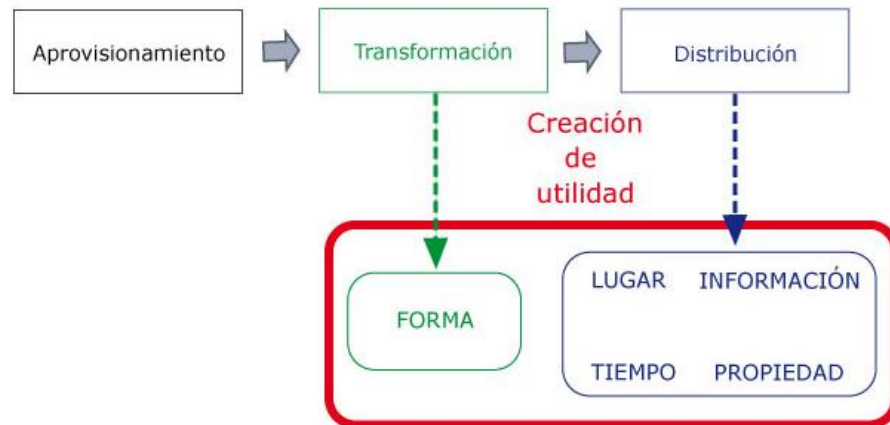 Aprovisionamiento
Transformación
Distribución
Creación
de
utilidad
FORMA
LUGAR INFORMACIÓN
TIEMPO PROPIEDAD